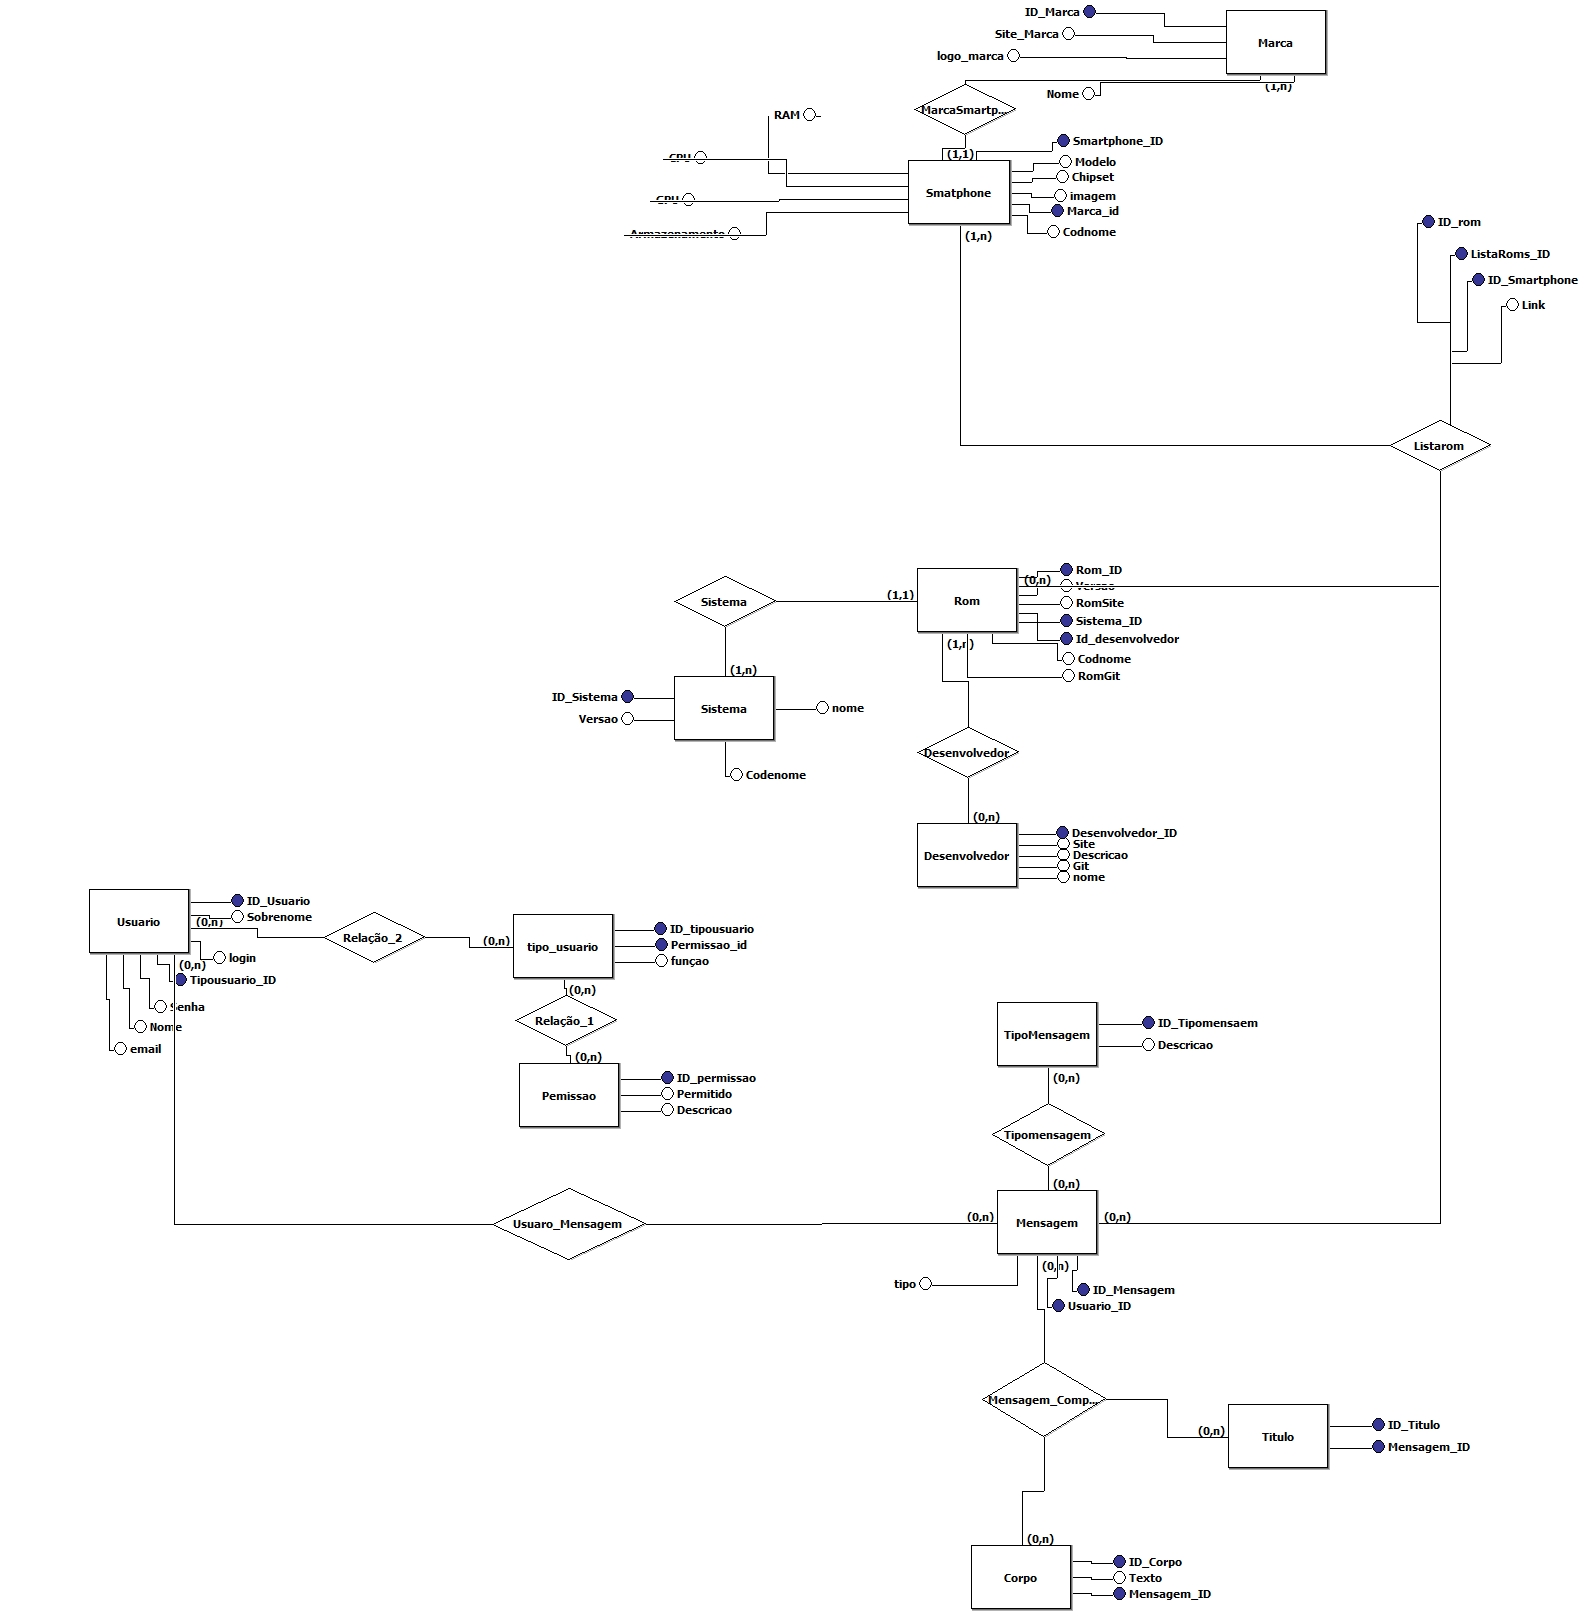 ID_Marca
Site_Marca
logo_marca
Marca
Nome
(1,n)
MarcaSmartp...
RAM
(1,1)
Smatphone
Smartphone_ID
Modelo
Chipset
imagem
Marca_id
Codnome
Armazenamento
(1,n)
ID_rom
ListaRoms_ID
ID_Smartphone
Link
Listarom
Sistema
(1,1)
Rom
(0,n)
Rom_ID
Versao
RomSite
Sistema_ID
Id_desenvolvedor
Codnome
RomGit
(1,n)
(1,n)
ID_Sistema
Versao
Sistema
nome
Codenome
Desenvolvedor
(0,n)
Desenvolvedor
Desenvolvedor_ID
Site
Descricao
Git
nome
Usuario
ID_Usuario
Sobrenome
(0,n)
login
(0,n)
Tipousuario_ID
Senha
Nome
email
Relação_2
(0,n)
tipo_usuario
ID_tipousuario
Permissao_id
funçao
(0,n)
Relação_1
(0,n)
Pemissao
ID_permissao
Permitido
Descricao
TipoMensagem
ID_Tipomensaem
Descricao
(0,n)
Tipomensagem
(0,n)
Usuaro_Mensagem
(0,n)
Mensagem
(0,n)
tipo
(0,n)
ID_Mensagem
Usuario_ID
Mensagem_Comp...
(0,n)
Titulo
ID_Titulo
Mensagem_ID
(0,n)
Corpo
ID_Corpo
Texto
Mensagem_ID